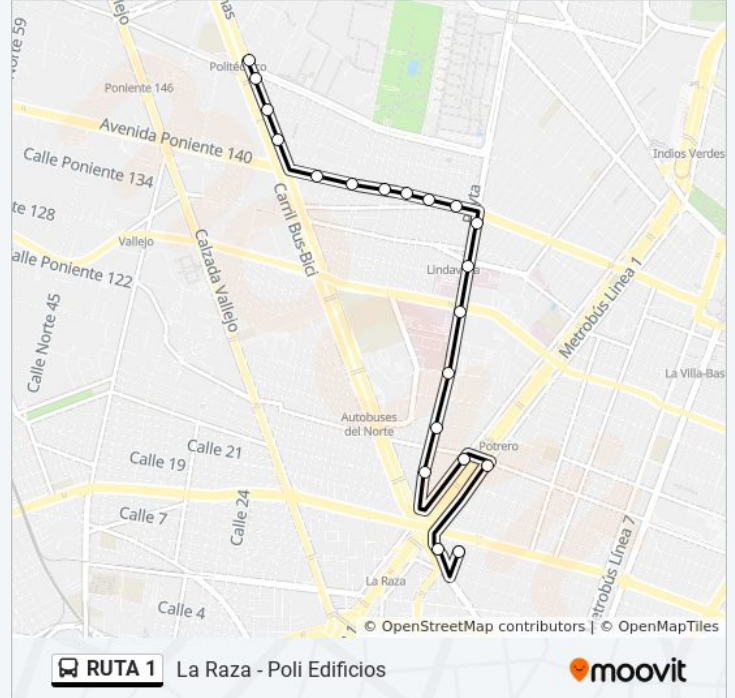 Norte 59
Politécnico
Poniente 146
Avenida Poniente 140
Calle Poniente 134
Indios Verdes
te 128
Carril Bus-Bici
Vallejo
Calzada Vallejo
alle Poniente 122
Metrobús Línea 1
Calle Norte 45
La Villa-Bas
Autobuses
del Norte
Potrero
Calle 21
Calle 19
Calle 24
Calle 7
Metrobús Línea 7
La Raza
Calle 4
© OpenStreetMap contributors | © OpenMapTiles
RUTA 1 La Raza - Poli Edificios
moovit